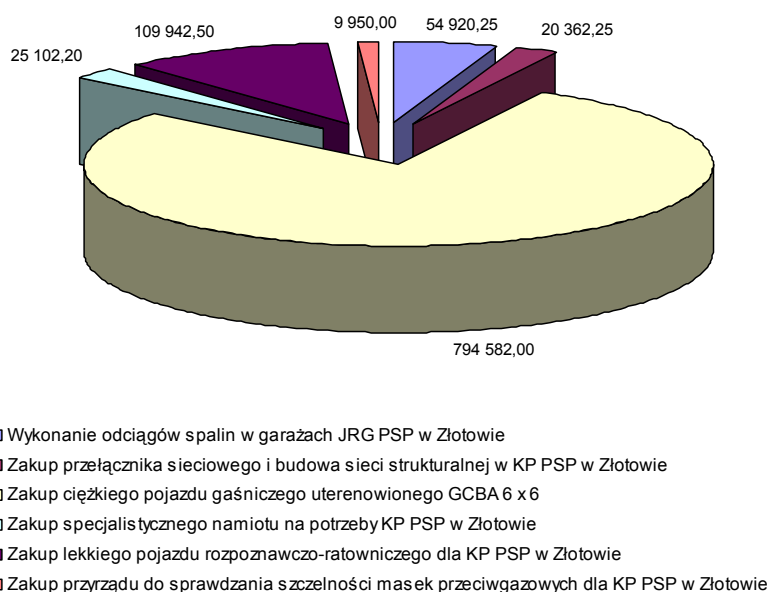 9 950,00
54 920,25
20 362,25
109 942,50
25 102,20
794 582,00
Wykonanie odciągów spalin w garażach JRG PSP w Złotowie
Zakup przełącznika sieciowego i budowa sieci strukturalnej w KP PSP w Złotowie
Zakup ciężkiego pojazdu gaśniczego uterenowionego GCBA 6 x 6
Zakup specjalistycznego namiotu na potrzeby KP PSP w Złotowie
Zakup lekkiego pojazdu rozpoznawczo-ratowniczego dla KP PSP w Złotowie
Zakup przyrządu do sprawdzania szczelności masek przeciwgazowych dla KP PSP w Złotowie